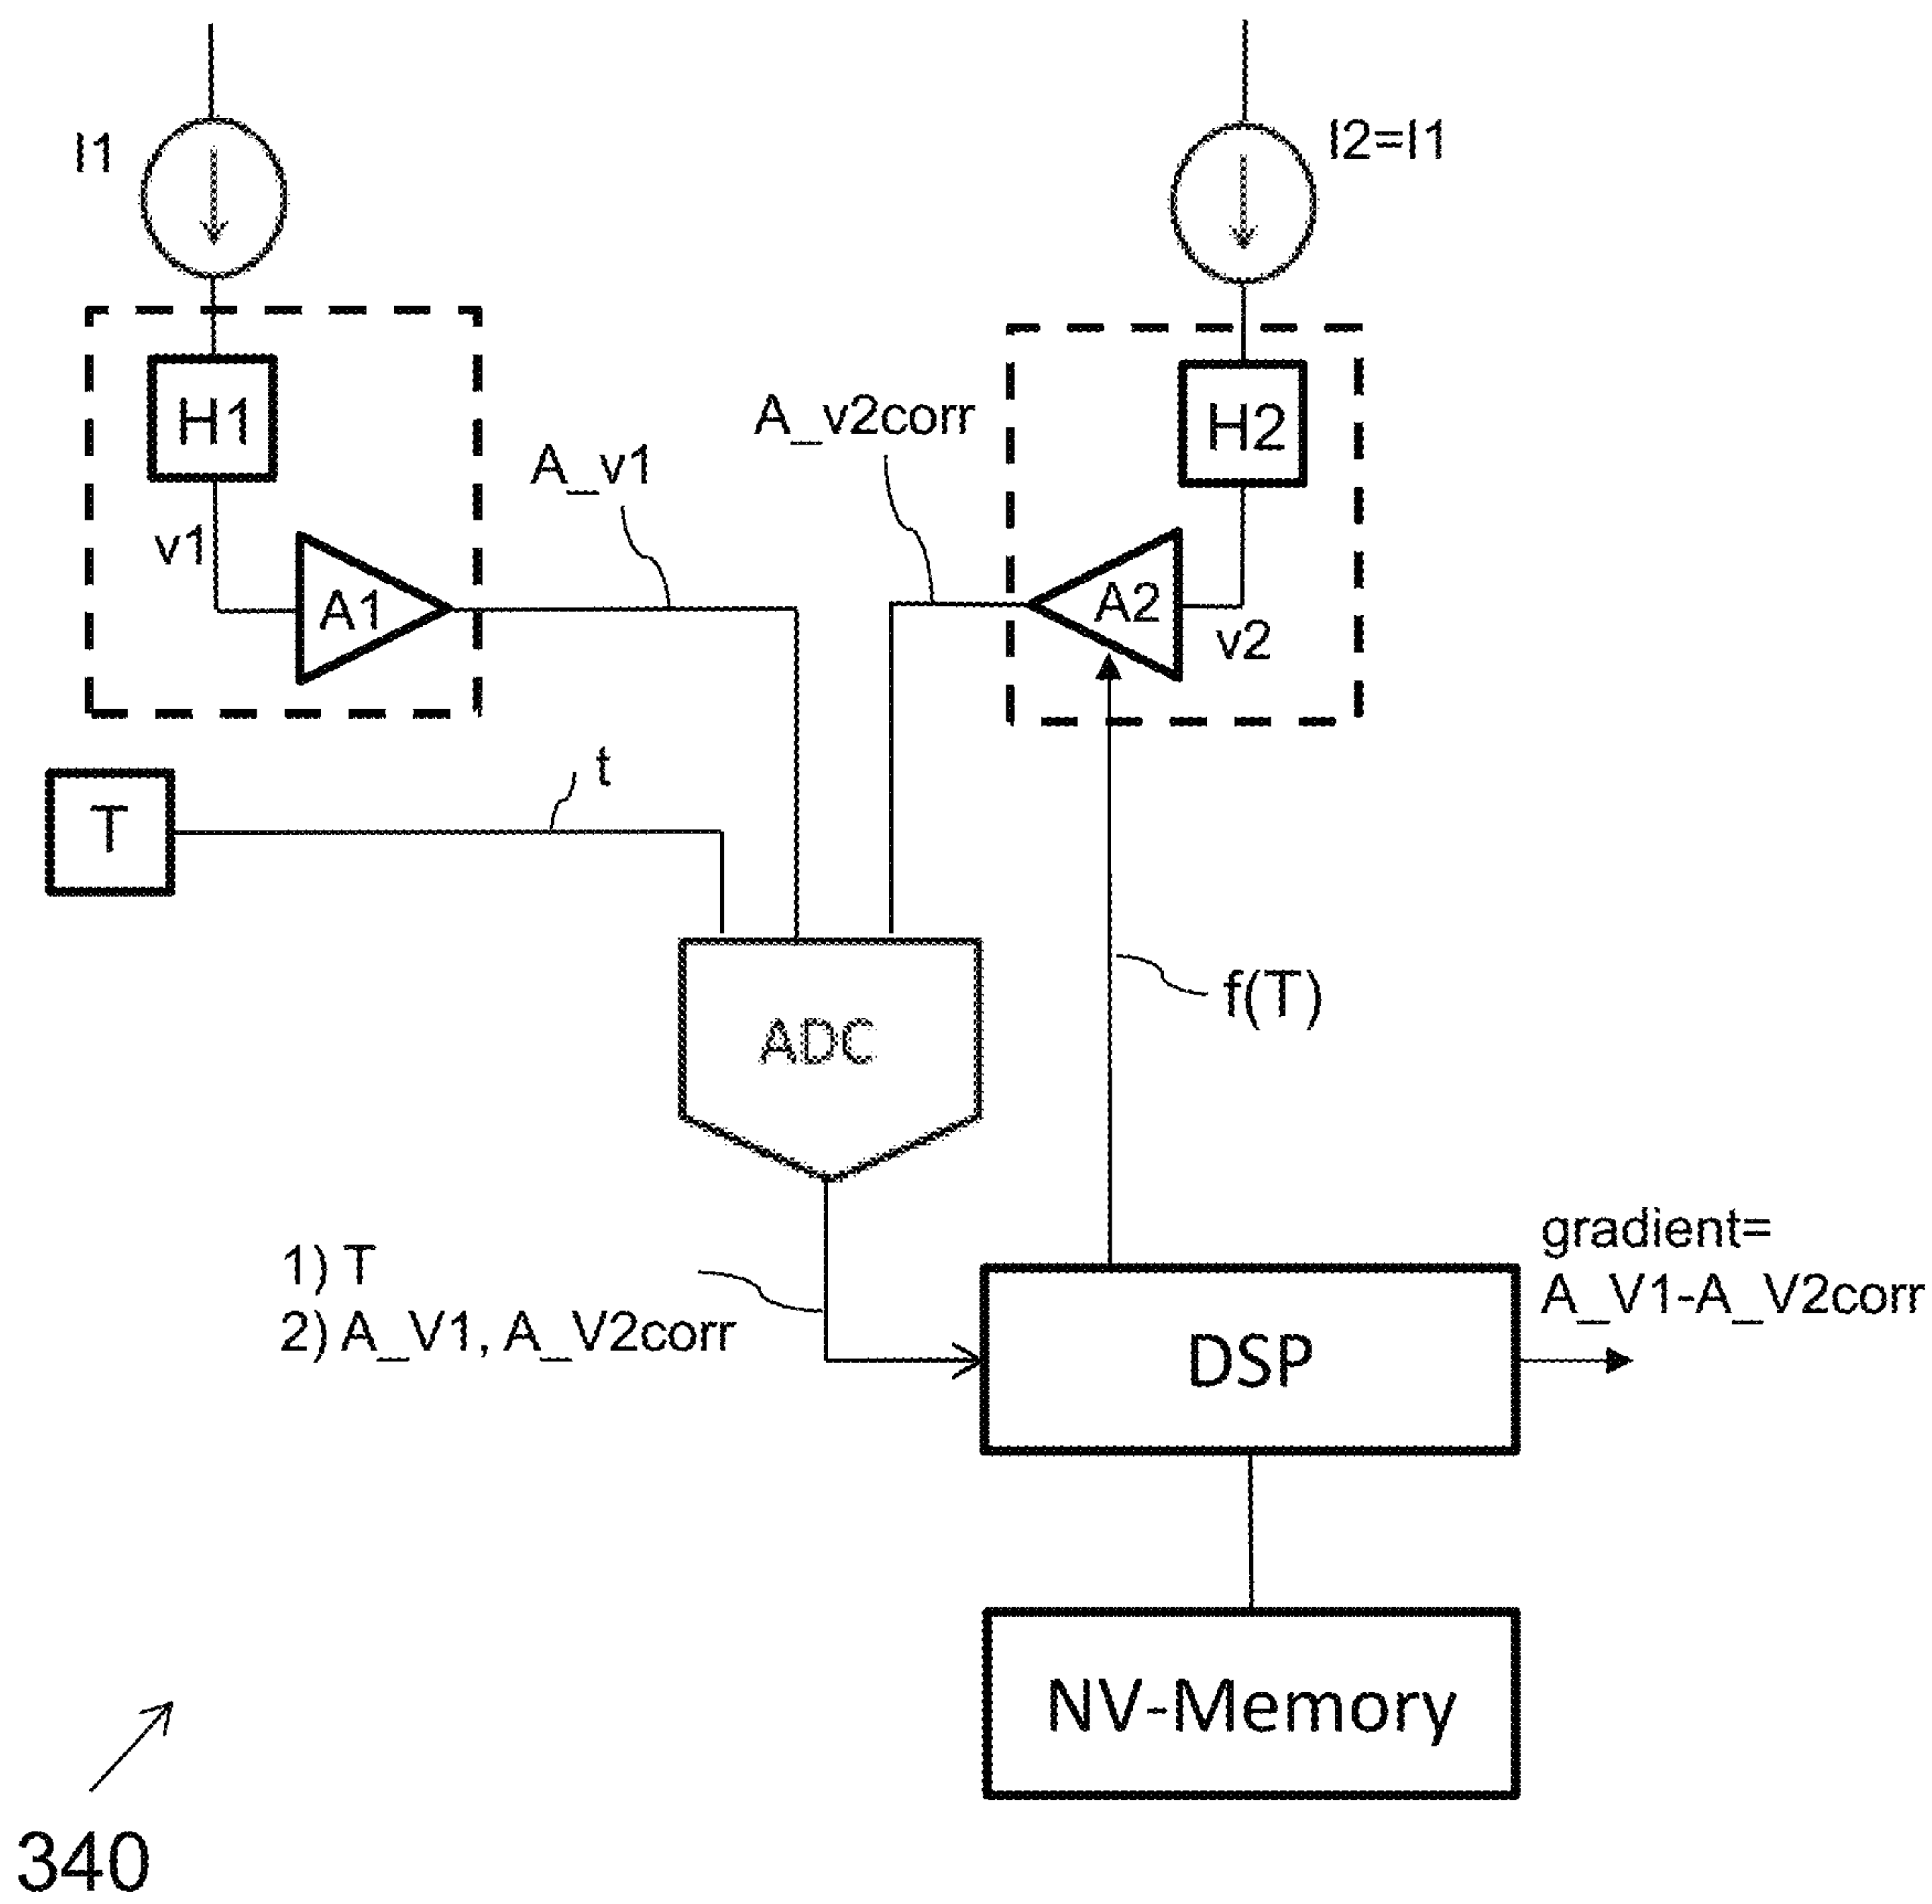 I1
I2=I1
H1
H2
A_v2corr
A_v1
v1
A1
A2
v2
T
t
f(T)
ADC
1) T
2) A_V1, A_V2corr
gradient=
A_V1-A_V2corr
DSP
NV-Memory
340